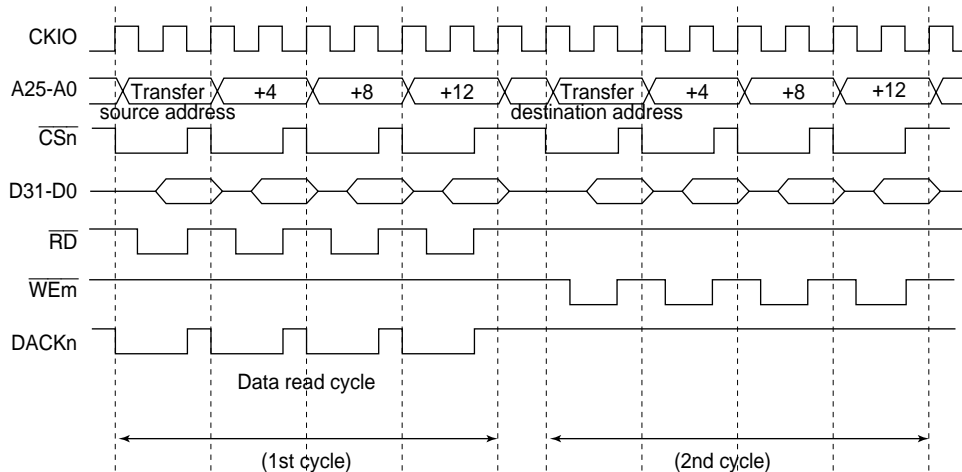 CKIO
A25-A0
Transfer source address
+4
+8
+12
Transfer destination address
+4
+8
+12
CSn
D31-D0
RD
WEm
DACKn
Data read cycle
(1st cycle)
(2nd cycle)